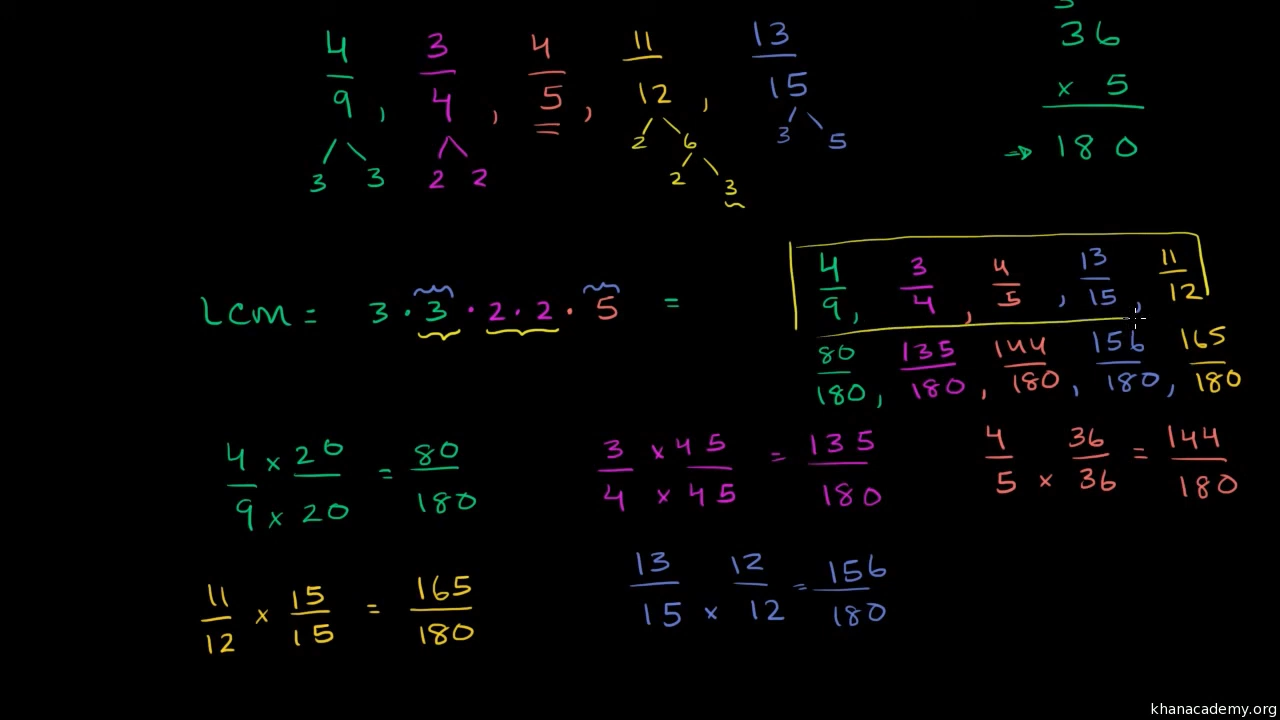 4/9, 3/4, 4/5, 11/12, 13/15
3 3 2 2 2 6 3 5
2 3
36
x 5
→ 180
LCM = 3 · 3 · 2 · 2 · 5 =
4/9, 3/4, 4/5, 13/15, 11/12
80/180, 135/180, 144/180, 156/180, 165/180
4/9 x 20/x 20 = 80/180
3/4 x 45/x 45 = 135/180
4/5 x 36/36 = 144/180
11/12 x 15/15 = 165/180
13/15 x 12/12 = 156/180
khanacademy.org